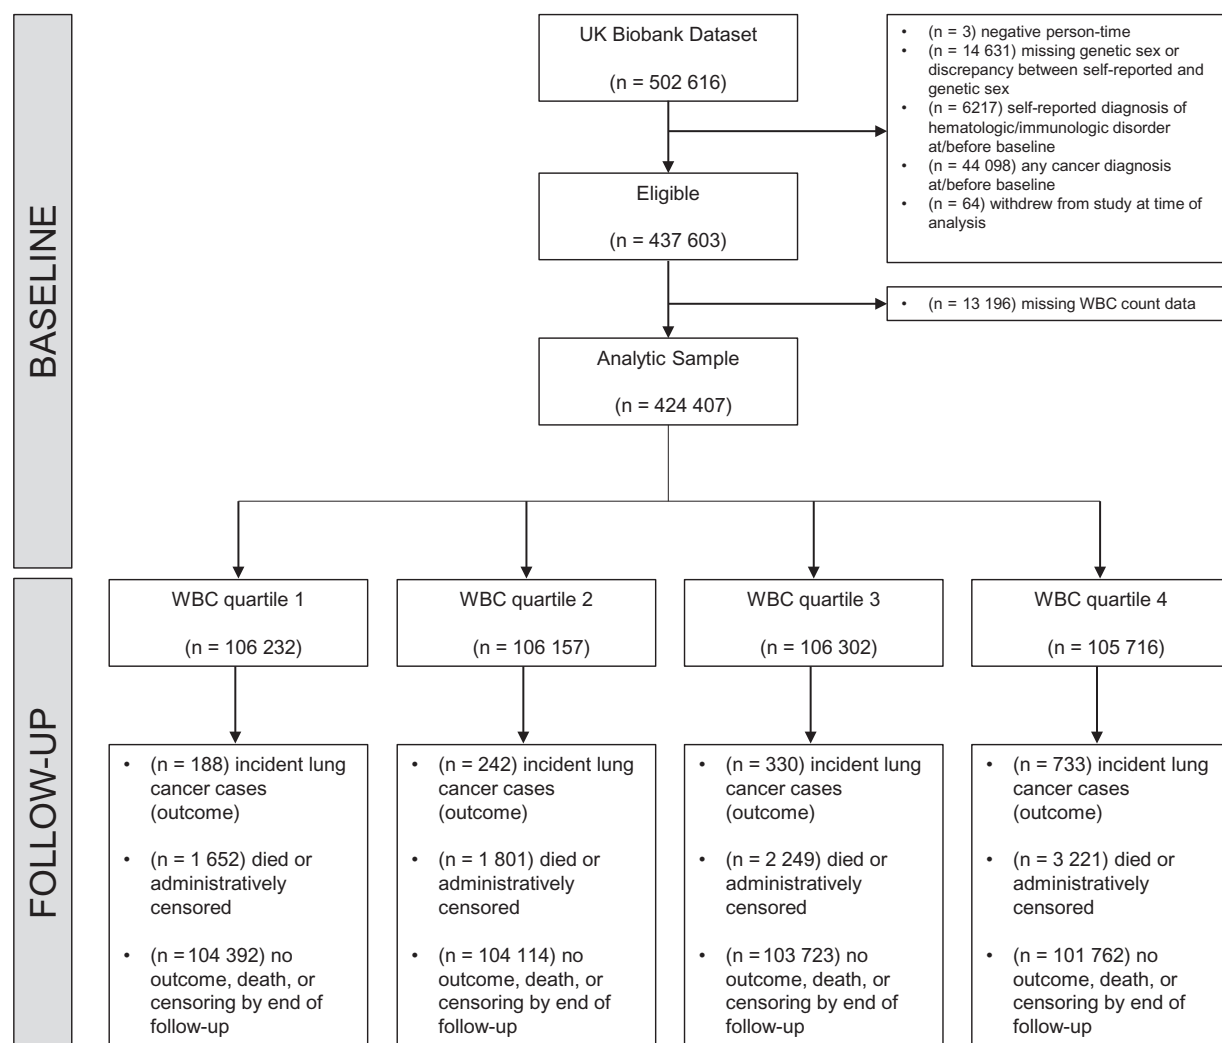 BASELINE
UK Biobank Dataset
(n = 502 616)
• (n = 3) negative person-time
• (n = 14 631) missing genetic sex or
discrepancy between self-reported and
genetic sex
• (n = 6217) self-reported diagnosis of
hematologic/immunologic disorder
at/before baseline
• (n = 44 098) any cancer diagnosis
at/before baseline
• (n = 64) withdrew from study at time of
analysis
Eligible
(n = 437 603)
• (n = 13 196) missing WBC count data
Analytic Sample
(n = 424 407)
FOLLOW-UP
WBC quartile 1
(n = 106 232)
WBC quartile 2
(n = 106 157)
WBC quartile 3
(n = 106 302)
WBC quartile 4
(n = 105 716)
• (n = 188) incident lung
cancer cases
(outcome)
• (n = 1 652) died or
administratively
censored
• (n = 104 392) no
outcome, death, or
censoring by end of
follow-up
• (n = 242) incident lung
cancer cases
(outcome)
• (n = 1 801) died or
administratively
censored
• (n = 104 114) no
outcome, death, or
censoring by end of
follow-up
• (n = 330) incident lung
cancer cases
(outcome)
• (n = 2 249) died or
administratively
censored
• (n = 103 723) no
outcome, death, or
censoring by end of
follow-up
• (n = 733) incident lung
cancer cases
(outcome)
• (n = 3 221) died or
administratively
censored
• (n = 101 762) no
outcome, death, or
censoring by end of
follow-up